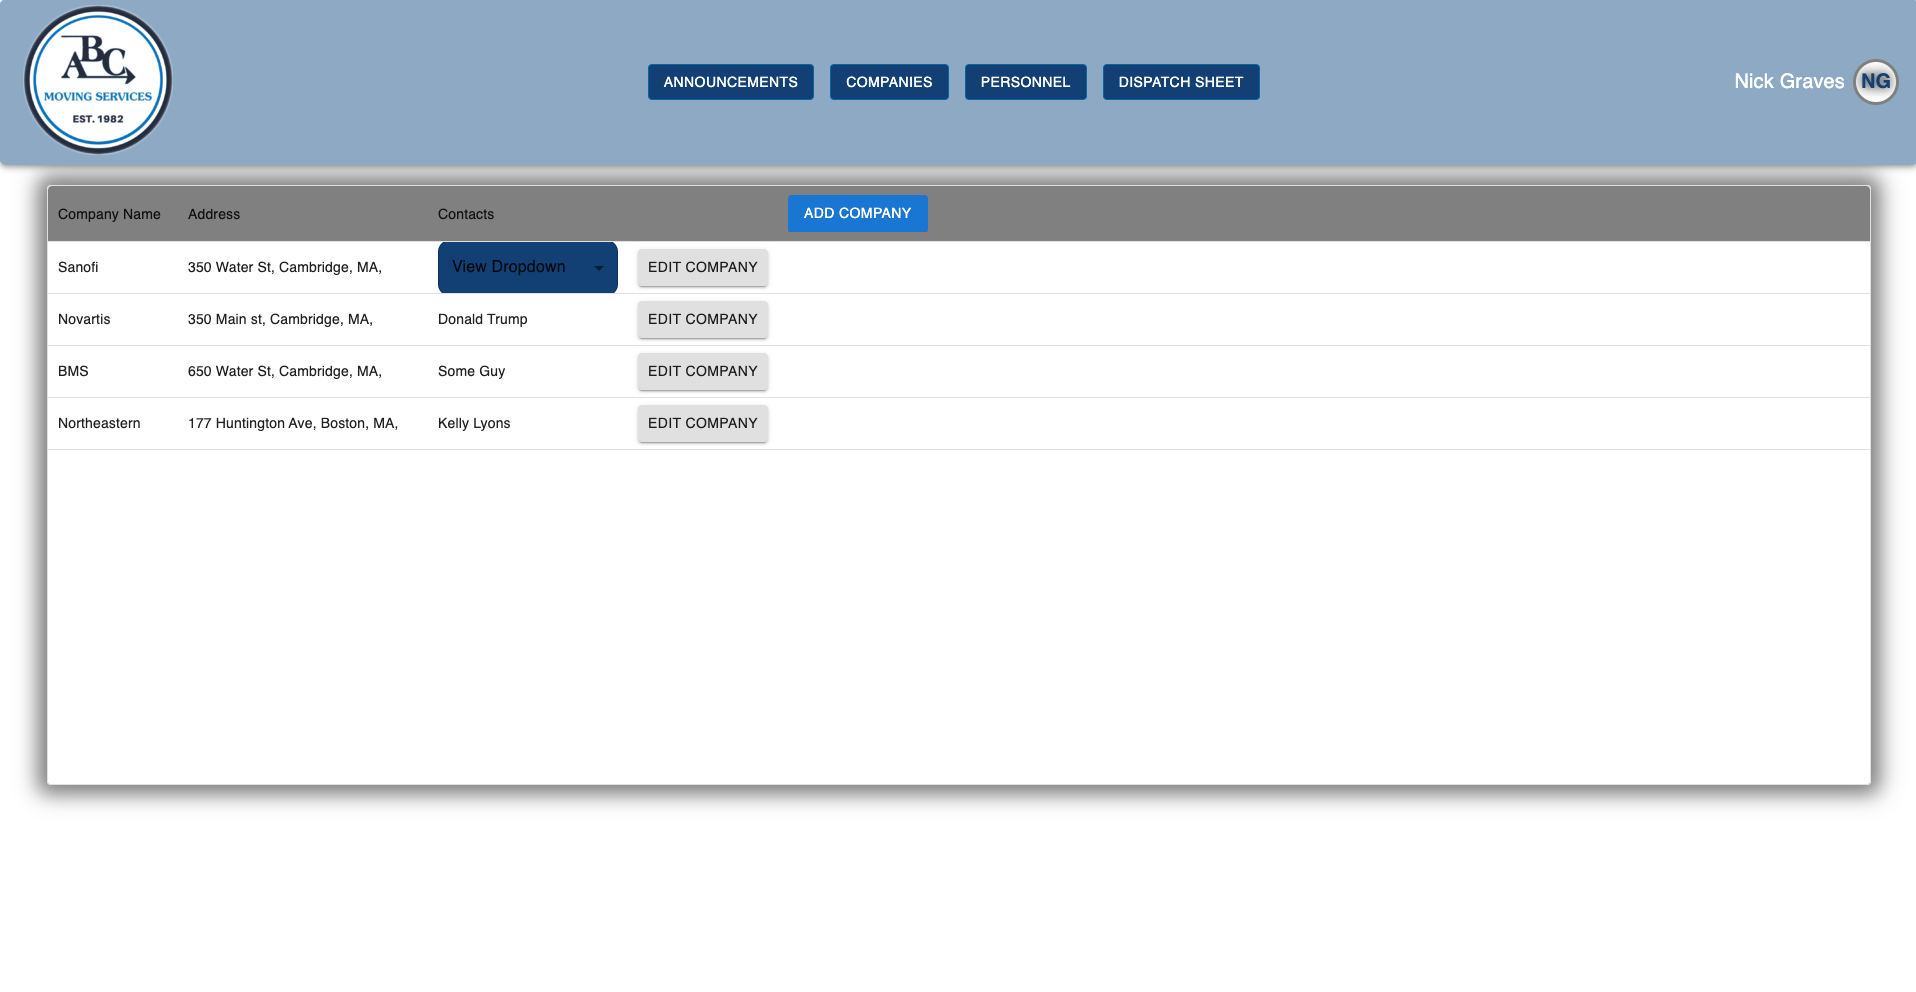 ABC
MOVING SERVICES
EST. 1982
ANNOUNCEMENTS COMPANIES PERSONNEL DISPATCH SHEET
Nick Graves NG
Company Name Address Contacts ADD COMPANY
Sanofi 350 Water St, Cambridge, MA, View Dropdown EDIT COMPANY
Novartis 350 Main st, Cambridge, MA, Donald Trump EDIT COMPANY
BMS 650 Water St, Cambridge, MA, Some Guy EDIT COMPANY
Northeastern 177 Huntington Ave, Boston, MA, Kelly Lyons EDIT COMPANY